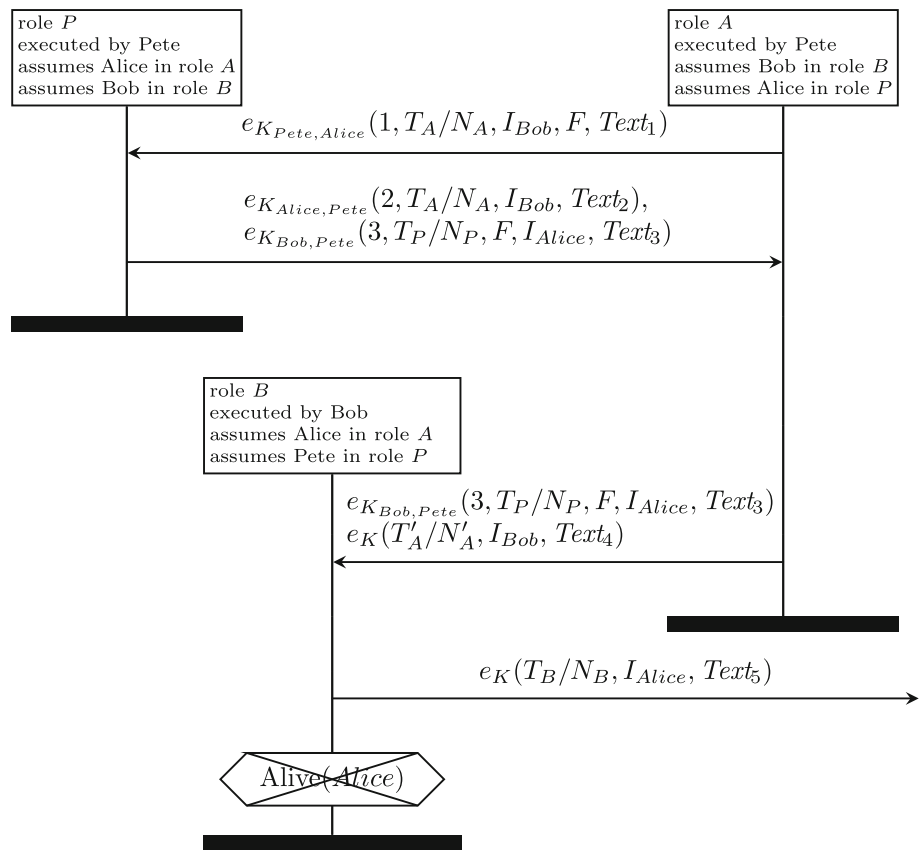 role P
executed by Pete
assumes Alice in role A
assumes Bob in role B
role A
executed by Pete
assumes Bob in role B
assumes Alice in role P
e_{K_{Pete,Alice}}(1, T_A/N_A, I_{Bob}, F, Text_1)
e_{K_{Alice,Pete}}(2, T_A/N_A, I_{Bob}, Text_2),
e_{K_{Bob,Pete}}(3, T_P/N_P, F, I_{Alice}, Text_3)
role B
executed by Bob
assumes Alice in role A
assumes Pete in role P
e_{K_{Bob,Pete}}(3, T_P/N_P, F, I_{Alice}, Text_3)
e_K(T'_A/N'_A, I_{Bob}, Text_4)
e_K(T_B/N_B, I_{Alice}, Text_5)
Alive(Alice)